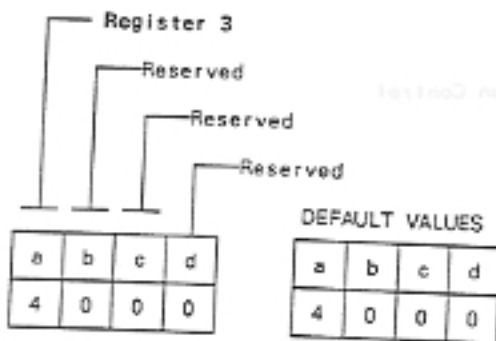 Register 3
Reserved
Reserved
Reserved
DEFAULT VALUES
a b c d
4 0 0 0
a b c d
4 0 0 0